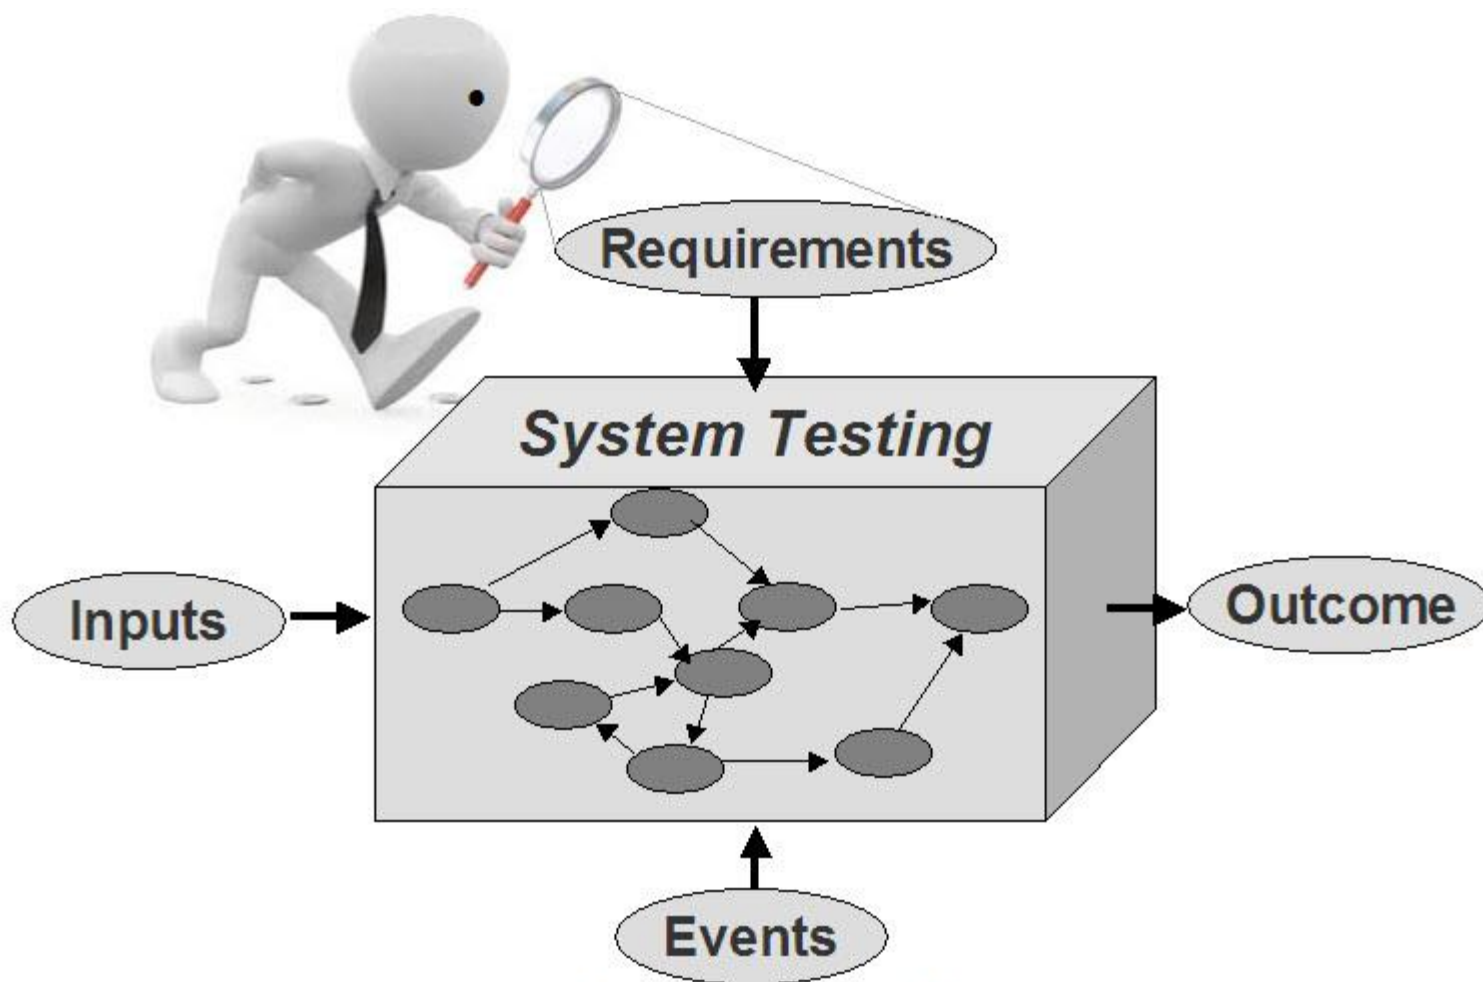 Requirements
System Testing
Inputs
Outcome
Events